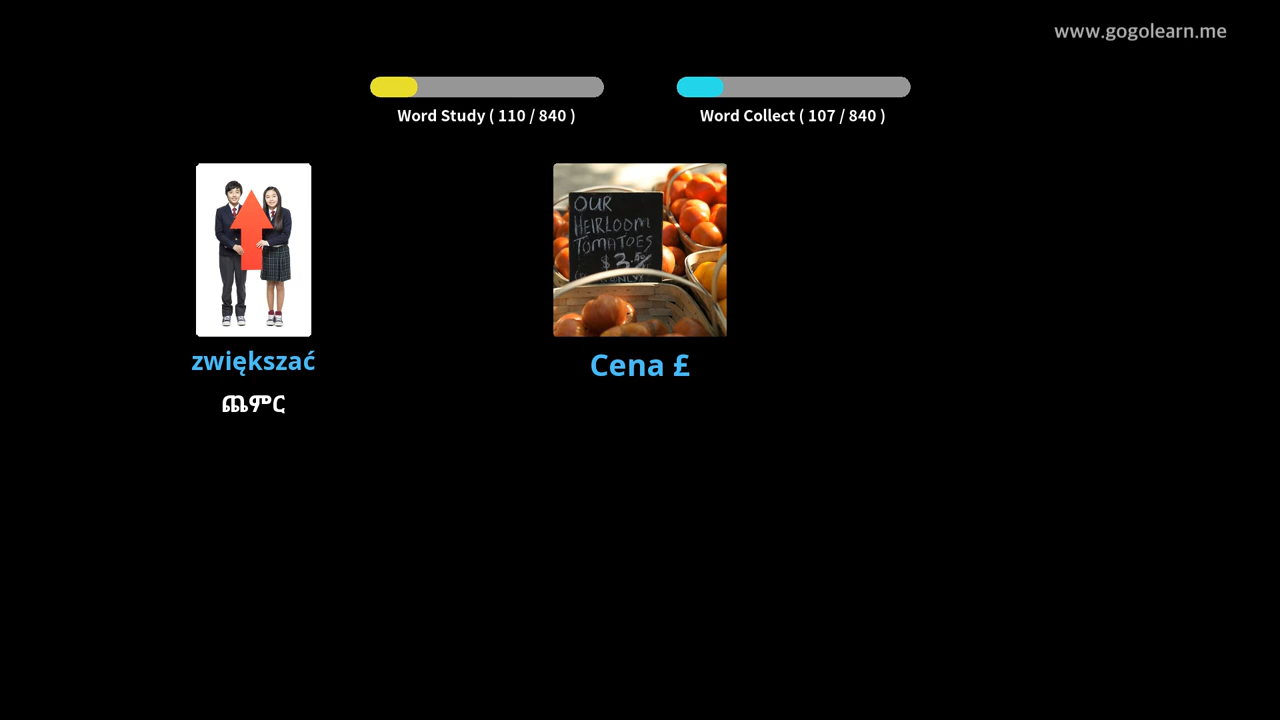 www.gogolearn.me
Word Study ( 110 / 840 )
Word Collect ( 107 / 840 )
OUR
HEIRLOOM
TOMATOES
zwiększać
ጨምር
Cena £